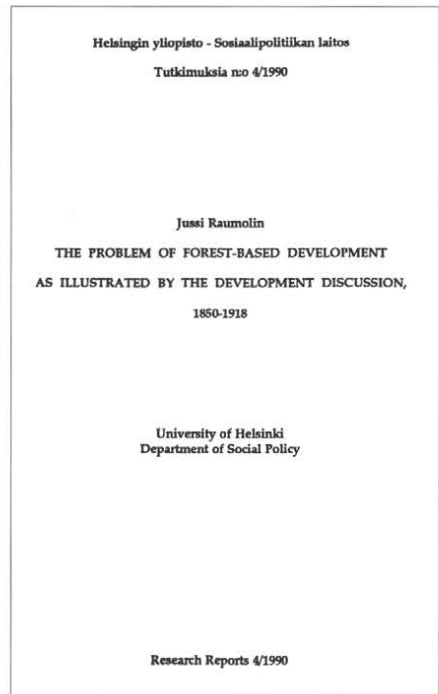 Helsingin yliopisto - Sosiaalipolitiikan laitos
Tutkimuksia n:o 4/1990
Jussi Raumolin
THE PROBLEM OF FOREST-BASED DEVELOPMENT
AS ILLUSTRATED BY THE DEVELOPMENT DISCUSSION,
1850-1918
University of Helsinki
Department of Social Policy
Research Reports 4/1990